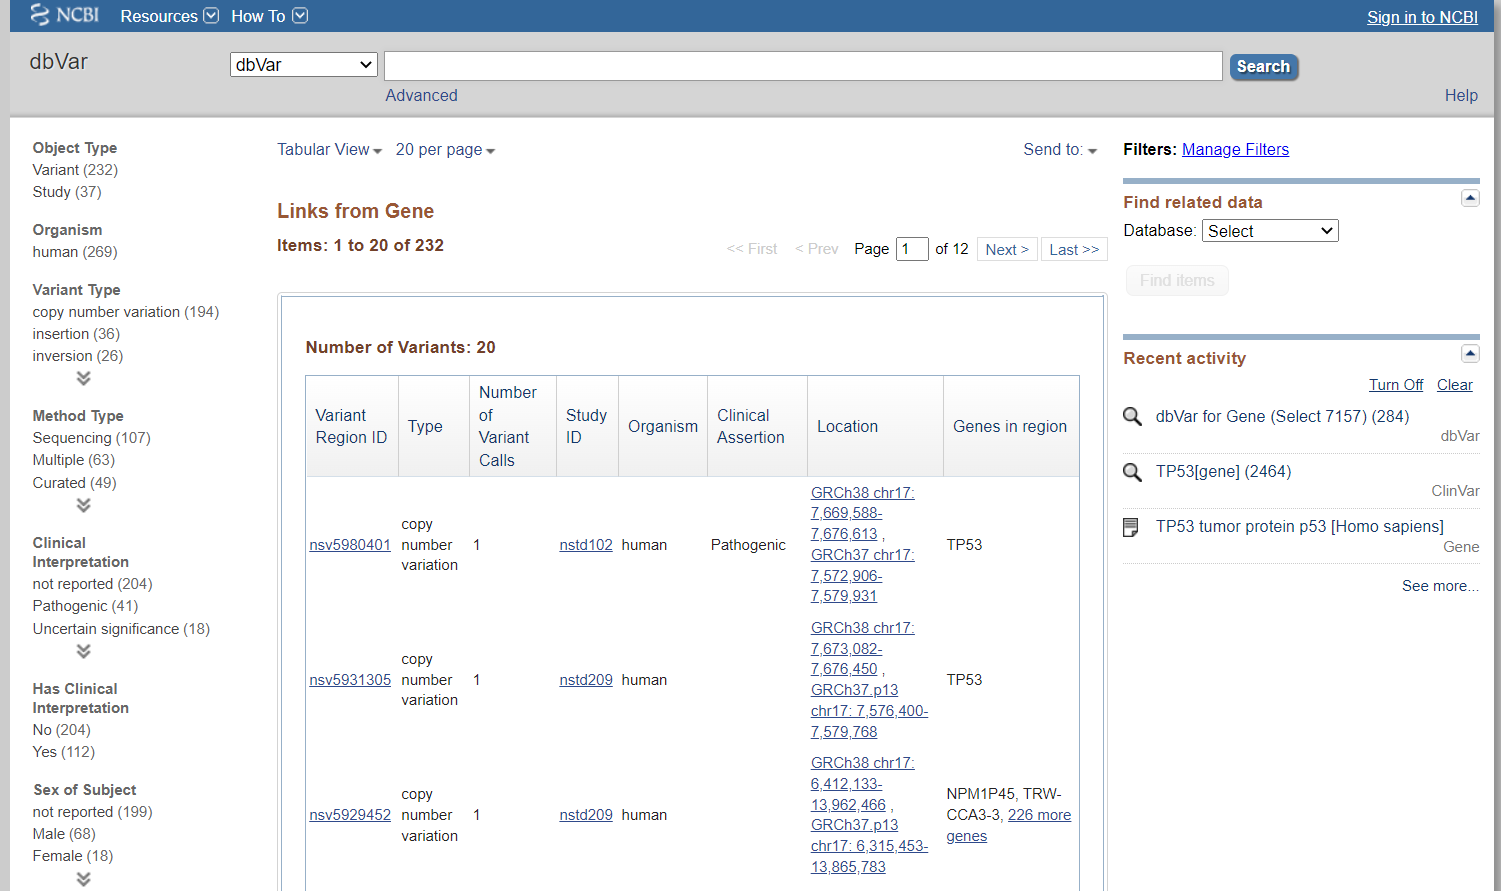 NCBI Resources How To Sign in to NCBI
dbVar dbVar Search
Advanced Help
Object Type
Variant (232)
Study (37)
Organism
human (269)
Variant Type
copy number variation (194)
insertion (36)
inversion (26)
Method Type
Sequencing (107)
Multiple (63)
Curated (49)
Clinical
Interpretation
not reported (204)
Pathogenic (41)
Uncertain significance (18)
Has Clinical
Interpretation
No (204)
Yes (112)
Sex of Subject
not reported (199)
Male (68)
Female (18)
Tabular View 20 per page Send to:
Links from Gene
Items: 1 to 20 of 232
<< First < Prev Page 1 of 12 Next > Last >>
Number of Variants: 20
Variant
Region ID
Type
Number
of
Variant
Calls
Study
ID
Organism
Clinical
Assertion
Location
Genes in region
nsv5980401
copy
number
variation
1
nstd102
human
Pathogenic
GRCh38 chr17:
7,669,588-
7,676,613 ,
GRCh37 chr17:
7,572,906-
7,579,931
TP53
nsv5931305
copy
number
variation
1
nstd209
human
GRCh38 chr17:
7,673,082-
7,676,450 ,
GRCh37.p13
chr17: 7,576,400-
7,579,768
TP53
nsv5929452
copy
number
variation
1
nstd209
human
GRCh38 chr17:
6,412,133-
13,962,466 ,
GRCh37.p13
chr17: 6,315,453-
13,865,783
NPM1P45, TRW-
CCA3-3, 226 more
genes
Filters: Manage Filters
Find related data
Database: Select
Find items
Recent activity
Turn Off Clear
dbVar for Gene (Select 7157) (284)
dbVar
TP53[gene] (2464)
ClinVar
TP53 tumor protein p53 [Homo sapiens]
Gene
See more...